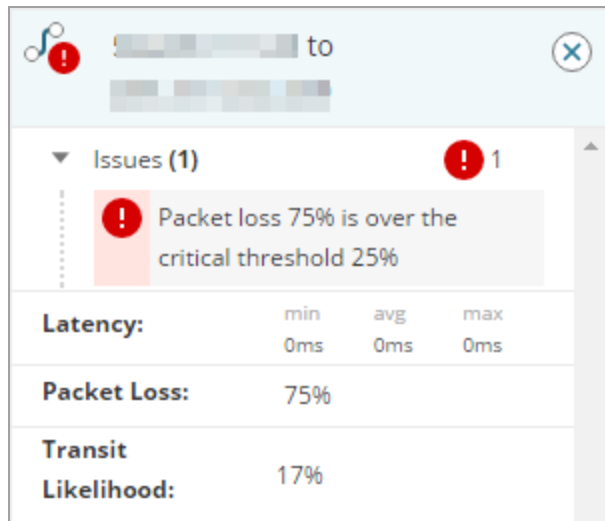 to
Issues (1) 1
Packet loss 75% is over the
critical threshold 25%
min avg max
Latency:
0ms 0ms 0ms
Packet Loss: 75%
Transit
Likelihood: 17%